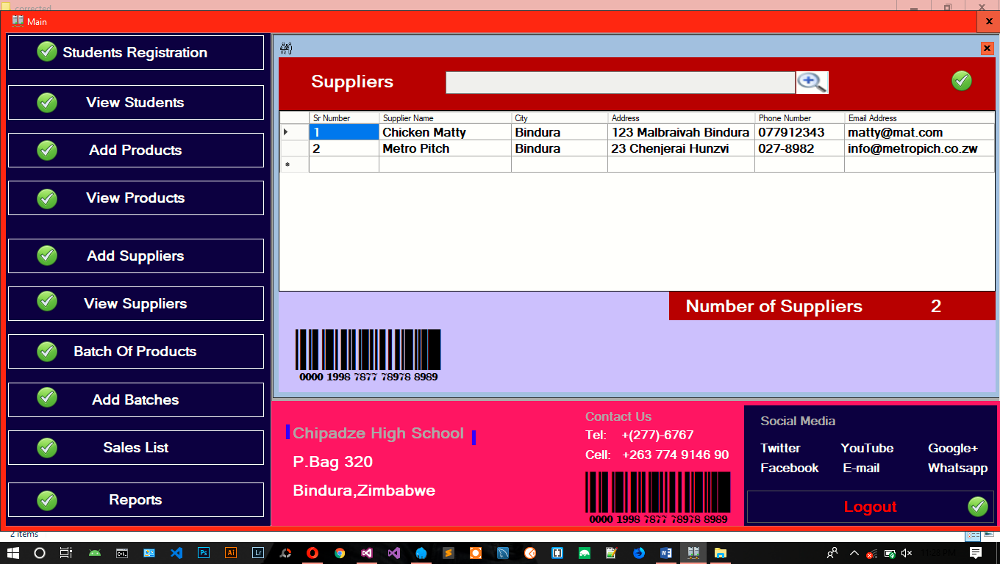 corrected
Main
Students Registration
View Students
Add Products
View Products
Add Suppliers
View Suppliers
Batch Of Products
Add Batches
Sales List
Reports
Suppliers
Sr Number Supplier Name City Address Phone Number Email Address
1 Chicken Matty Bindura 123 Malbraivah Bindura 077912343 matty@mat.com
2 Metro Pitch Bindura 23 Chenjerai Hunzvi 027-8982 info@metropich.co.zw
Number of Suppliers 2
0000 1998 7877 78978 8989
Chipadze High School
P.Bag 320
Bindura,Zimbabwe
Contact Us
Tel: +(277)-6767
Cell: +263 774 9146 90
0000 1998 7877 78978 8989
Social Media
Twitter YouTube Google+
Facebook E-mail Whatsapp
Logout
2 items
Ps Ai Lr